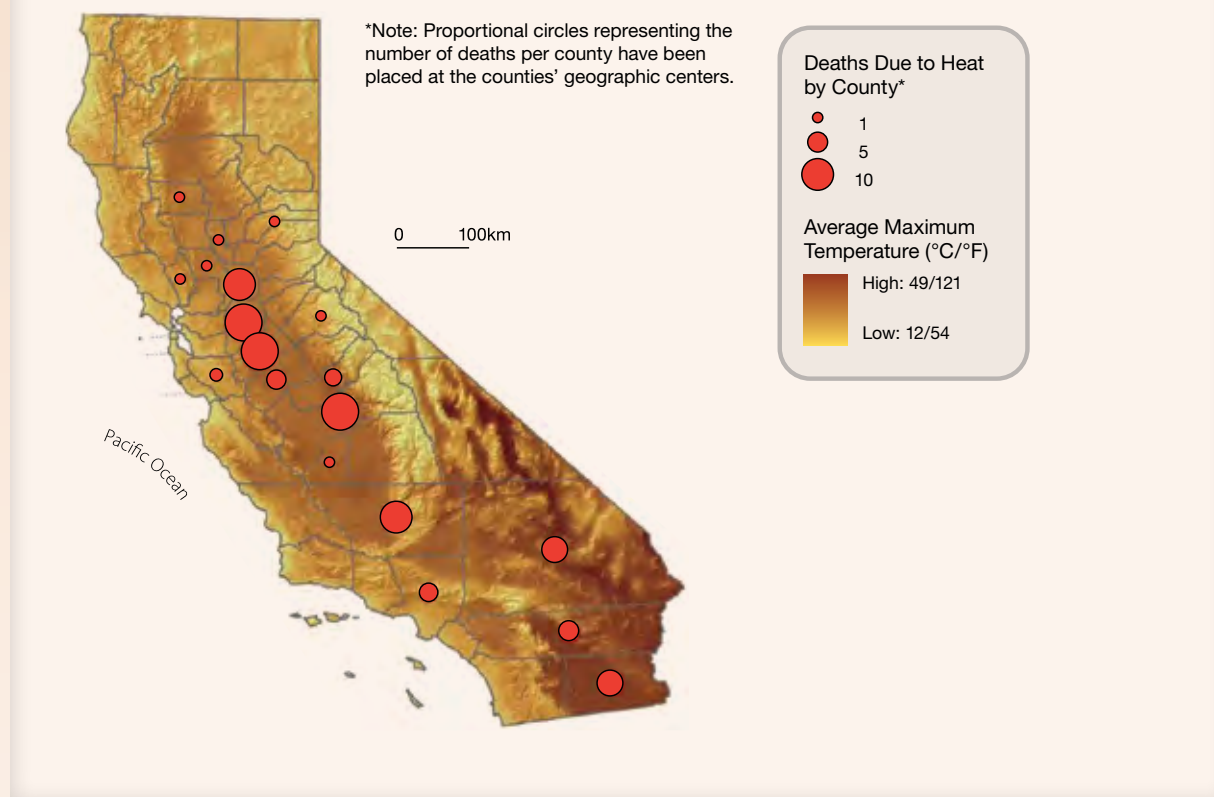 *Note: Proportional circles representing the
number of deaths per county have been
placed at the counties’ geographic centers.
Deaths Due to Heat
by County*
1
5
10
Average Maximum
Temperature (°C/°F)
High: 49/121
Low: 12/54
0 100km
Pacific Ocean